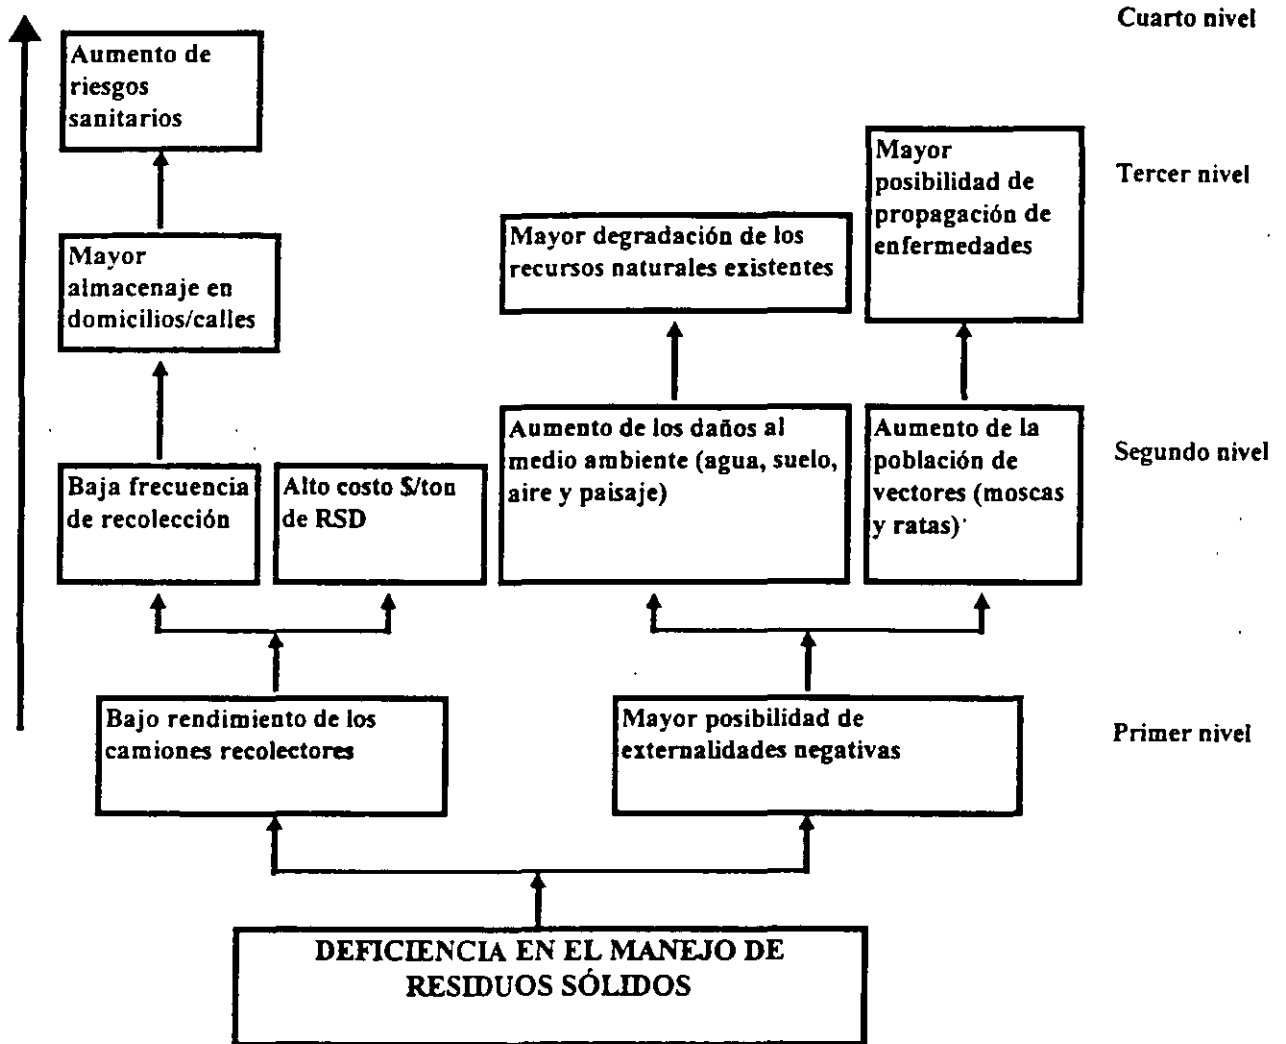 Cuarto nivel
Aumento de
riesgos
sanitarios
Mayor
posibilidad de
propagación de
enfermedades
Tercer nivel
Mayor degradación de los
recursos naturales existentes
Mayor
almacenaje en
domicilios/calles
Aumento de los daños al
medio ambiente (agua, suelo,
aire y paisaje)
Aumento de la
población de
vectores (moscas
y ratas)
Segundo nivel
Baja frecuencia
de recolección
Alto costo $/ton
de RSD
Bajo rendimiento de los
camiones recolectores
Mayor posibilidad de
externalidades negativas
Primer nivel
DEFICIENCIA EN EL MANEJO DE
RESIDUOS SÓLIDOS